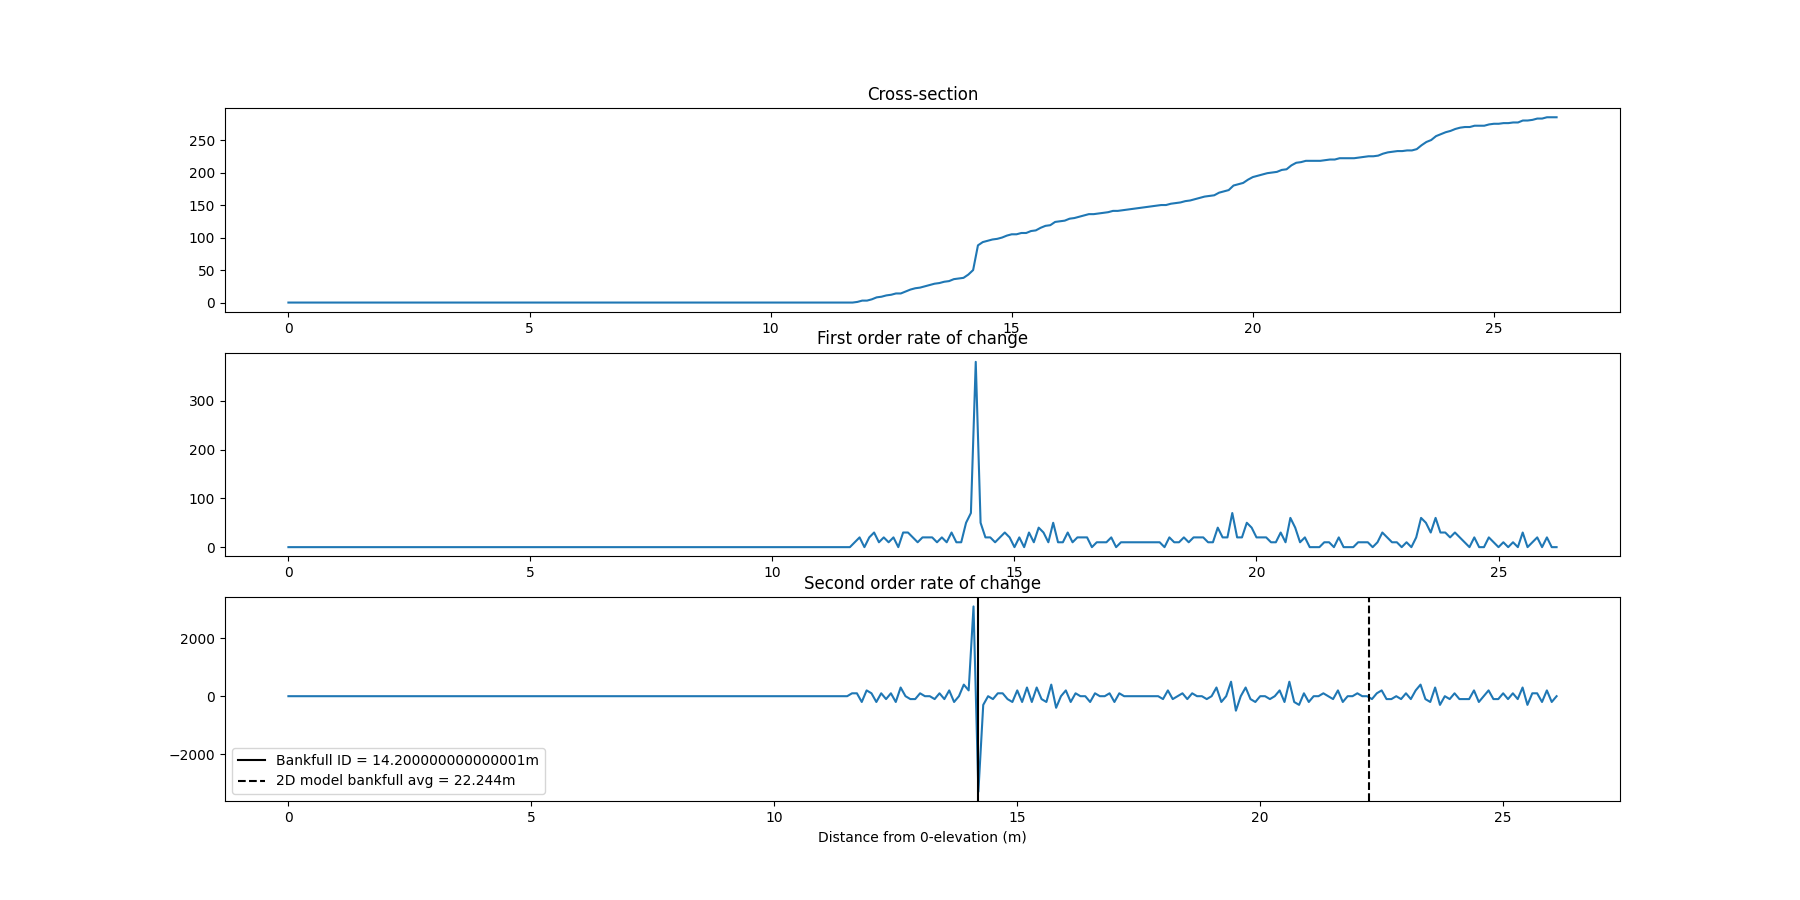 Cross-section
250
200
150
100
50
0
0 5 10 15 20 25
First order rate of change
300
200
100
0
0 5 10 15 20 25
Second order rate of change
2000
0
−2000
Bankfull ID = 14.200000000000001m
2D model bankfull avg = 22.244m
0 5 10 15 20 25
Distance from 0-elevation (m)